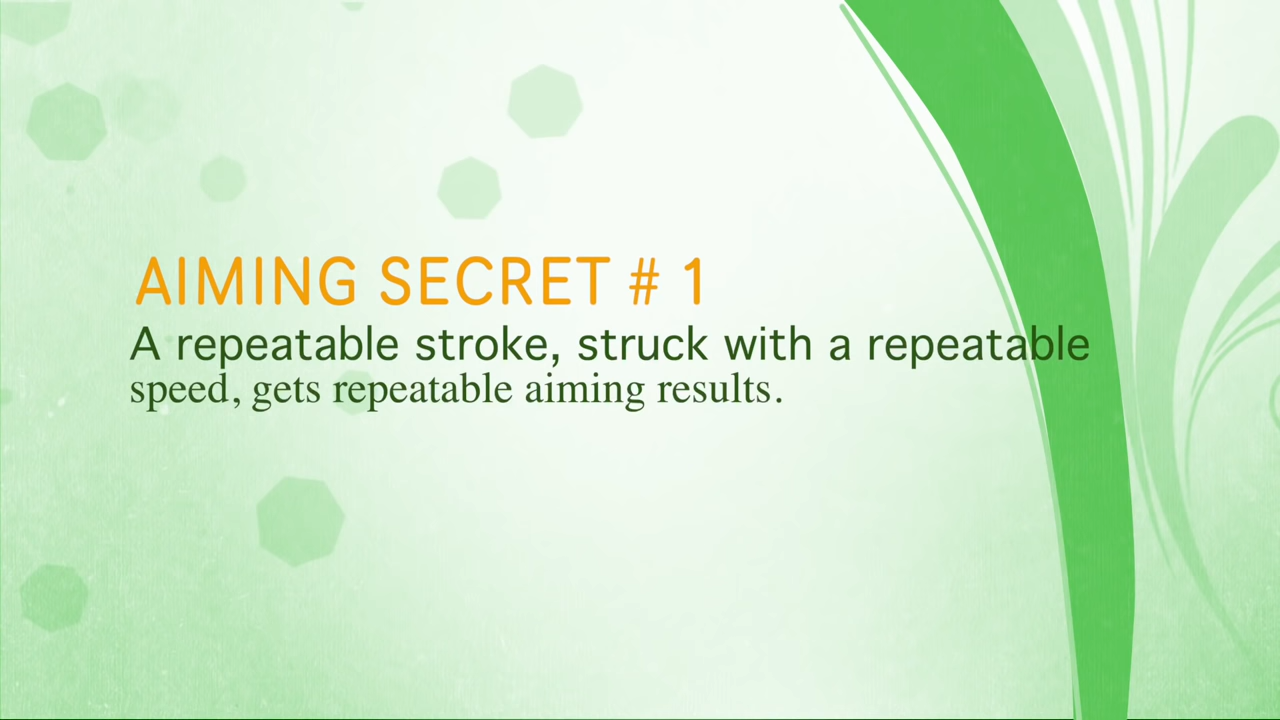 AIMING SECRET # 1
A repeatable stroke, struck with a repeatable
speed, gets repeatable aiming results.